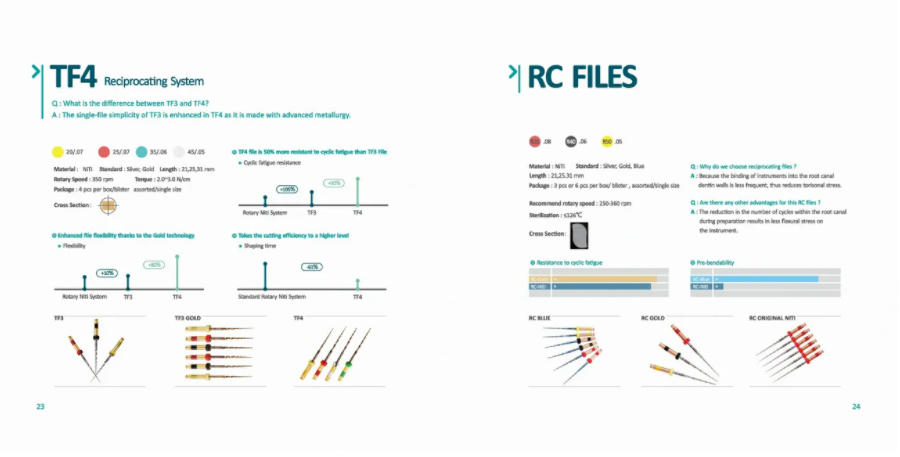 TF4 Reciprocating System
Q : What is the difference between TF3 and TF4?
A : The single-file simplicity of TF3 is enhanced in TF4 as it is made with advanced metallurgy.
20/.07 25/.07 35/.06 45/.05
Material : NiTi Standard : Silver, Gold Length : 21,25,31 mm
Rotary Speed : 350 rpm Torque : 2.0~3.0 N/cm
Package : 4 pcs per box/blister assorted/single size
Cross Section :
TF4 file is 50% more resistant to cyclic fatigue than TF3 File
• Cyclic fatigue resistance
Rotary Niti System TF3 TF4
Enhanced file flexibility thanks to the Gold technology
• Flexibility
Rotary Niti System TF3 TF4
Takes the cutting efficiency to a higher level
• Shaping time
Standard Rotary Niti System TF4
TF3
TF3 GOLD
TF4
23
RC FILES
R25 .08 R40 .06 R50 .05
Material : NiTi Standard : Silver, Gold, Blue
Length : 21,25,31 mm
Package : 3 pcs or 6 pcs per box/ blister , assorted/single size
Recommend rotary speed : 250-360 rpm
Sterilization : ≤126℃
Cross Section:
Q : Why do we choose reciprocating files ?
A : Because the binding of instruments into the root canal
dentin walls is less frequent, thus reduces torisonal stress.
Q : Are there any other advantages for this RC files ?
A : The reduction in the number of cycles within the root canal
during preparation results in less flexural stress on
the instrument.
Resistance to cyclic fatigue
RC-Gold
RC-NITI
Pre-bendability
RC-Blue
RC-NITI
RC BLUE
RC GOLD
RC ORIGINAL NITI
24